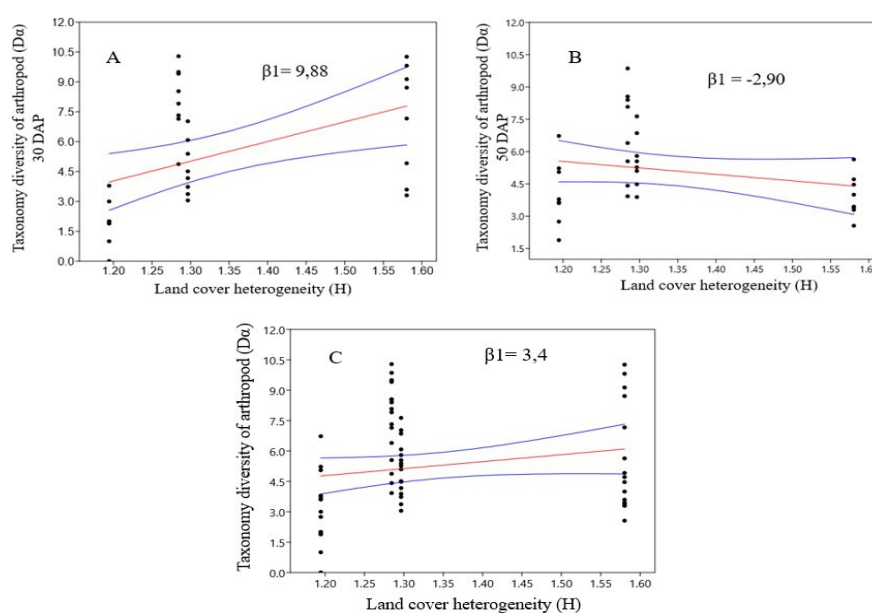 Taxonomy diversity of arthropod (Dα)
30 DAP
12.0
10.5
9.0
7.5
6.0
4.5
3.0
1.5
0.0
A
β1= 9,88
1.20 1.25 1.30 1.35 1.40 1.45 1.50 1.55 1.60
Land cover heterogeneity (H)
Taxonomy diversity of arthropod (Dα)
50 DAP
12.0
10.5
9.0
7.5
6.0
4.5
3.0
1.5
B
β1 = -2,90
1.20 1.25 1.30 1.35 1.40 1.45 1.50 1.55 1.60
Land cover heterogeneity (H)
Taxonomy diversity of arthropod (Dα)
12.0
10.5
9.0
7.5
6.0
4.5
3.0
1.5
0.0
C
β1= 3,4
1.20 1.25 1.30 1.35 1.40 1.45 1.50 1.55 1.60
Land cover heterogeneity (H)